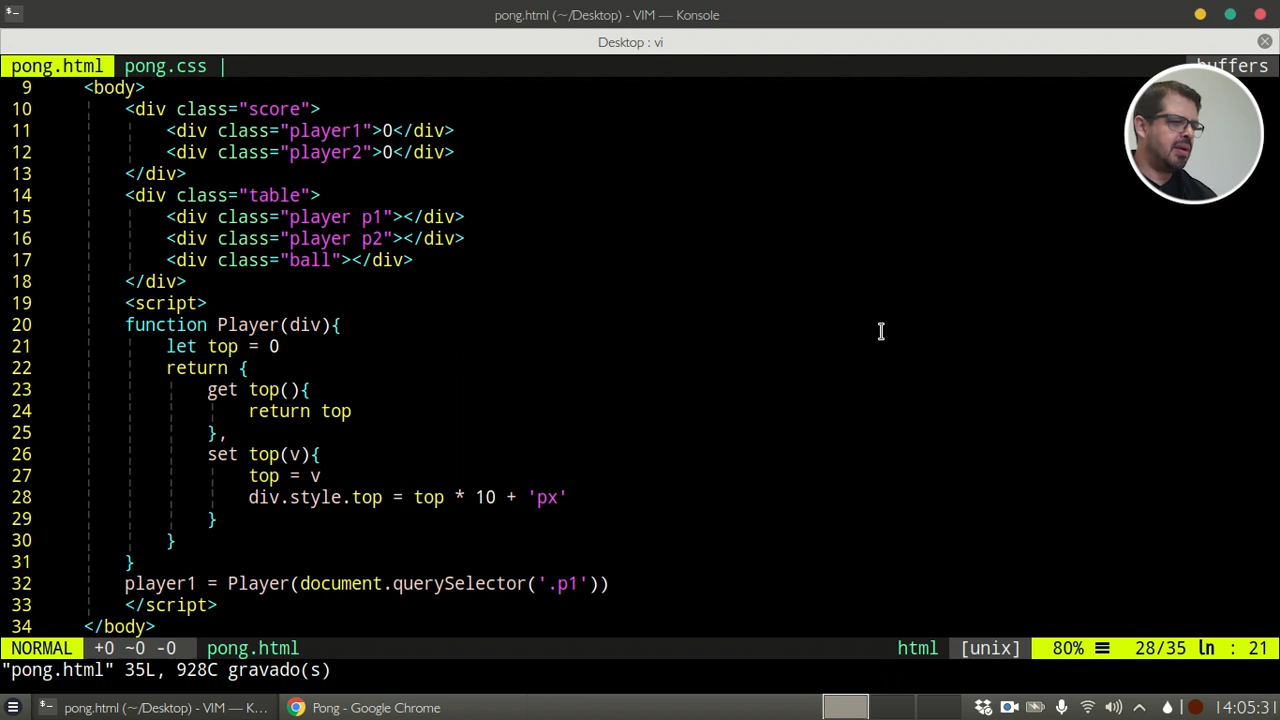 pong.html (~/Desktop) - VIM — Konsole
Desktop : vi
pong.html pong.css | buffers
9 <body>
10 <div class="score">
11 <div class="player1">0</div>
12 <div class="player2">0</div>
13 </div>
14 <div class="table">
15 <div class="player p1"></div>
16 <div class="player p2"></div>
17 <div class="ball"></div>
18 </div>
19 <script>
20 function Player(div){
21 let top = 0
22 return {
23 get top(){
24 return top
25 },
26 set top(v){
27 top = v
28 div.style.top = top * 10 + 'px'
29 }
30 }
31 }
32 player1 = Player(document.querySelector('.p1'))
33 </script>
34 </body>
NORMAL +0 ~0 -0 pong.html html [unix] 80% ☰ 28/35 ln : 21
"pong.html" 35L, 928C gravado(s)
pong.html (~/Desktop) - VIM — K... Pong - Google Chrome 14:05:31